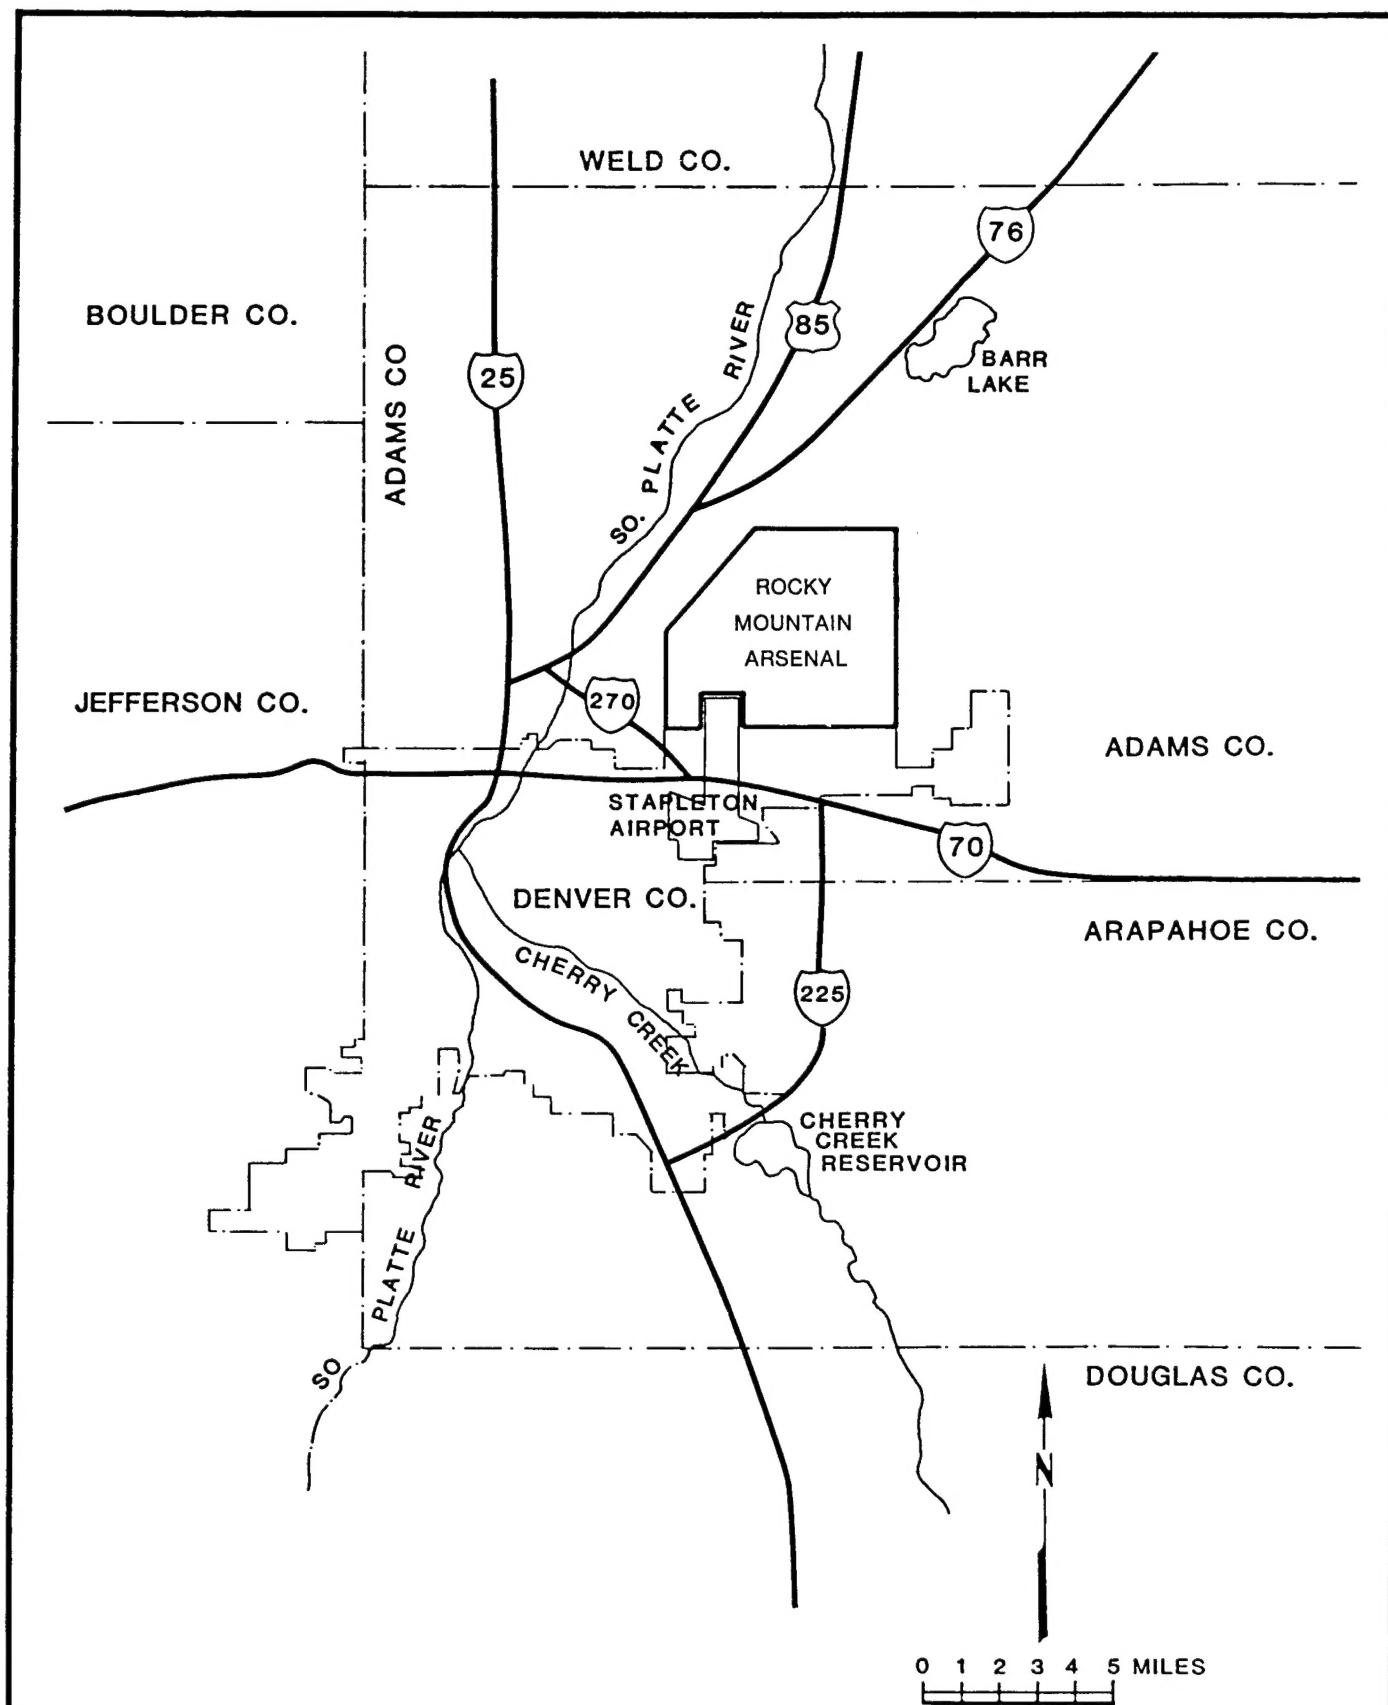 WELD CO.
76
BOULDER CO.
85
SO. PLATTE RIVER
25
ADAMS CO
BARR
LAKE
ROCKY
MOUNTAIN
ARSENAL
JEFFERSON CO.
270
ADAMS CO.
STAPLETON
AIRPORT
70
DENVER CO.
ARAPAHOE CO.
CHERRY CREEK
225
CHERRY
CREEK
RESERVOIR
SO PLATTE RIVER
DOUGLAS CO.
N
0 1 2 3 4 5 MILES